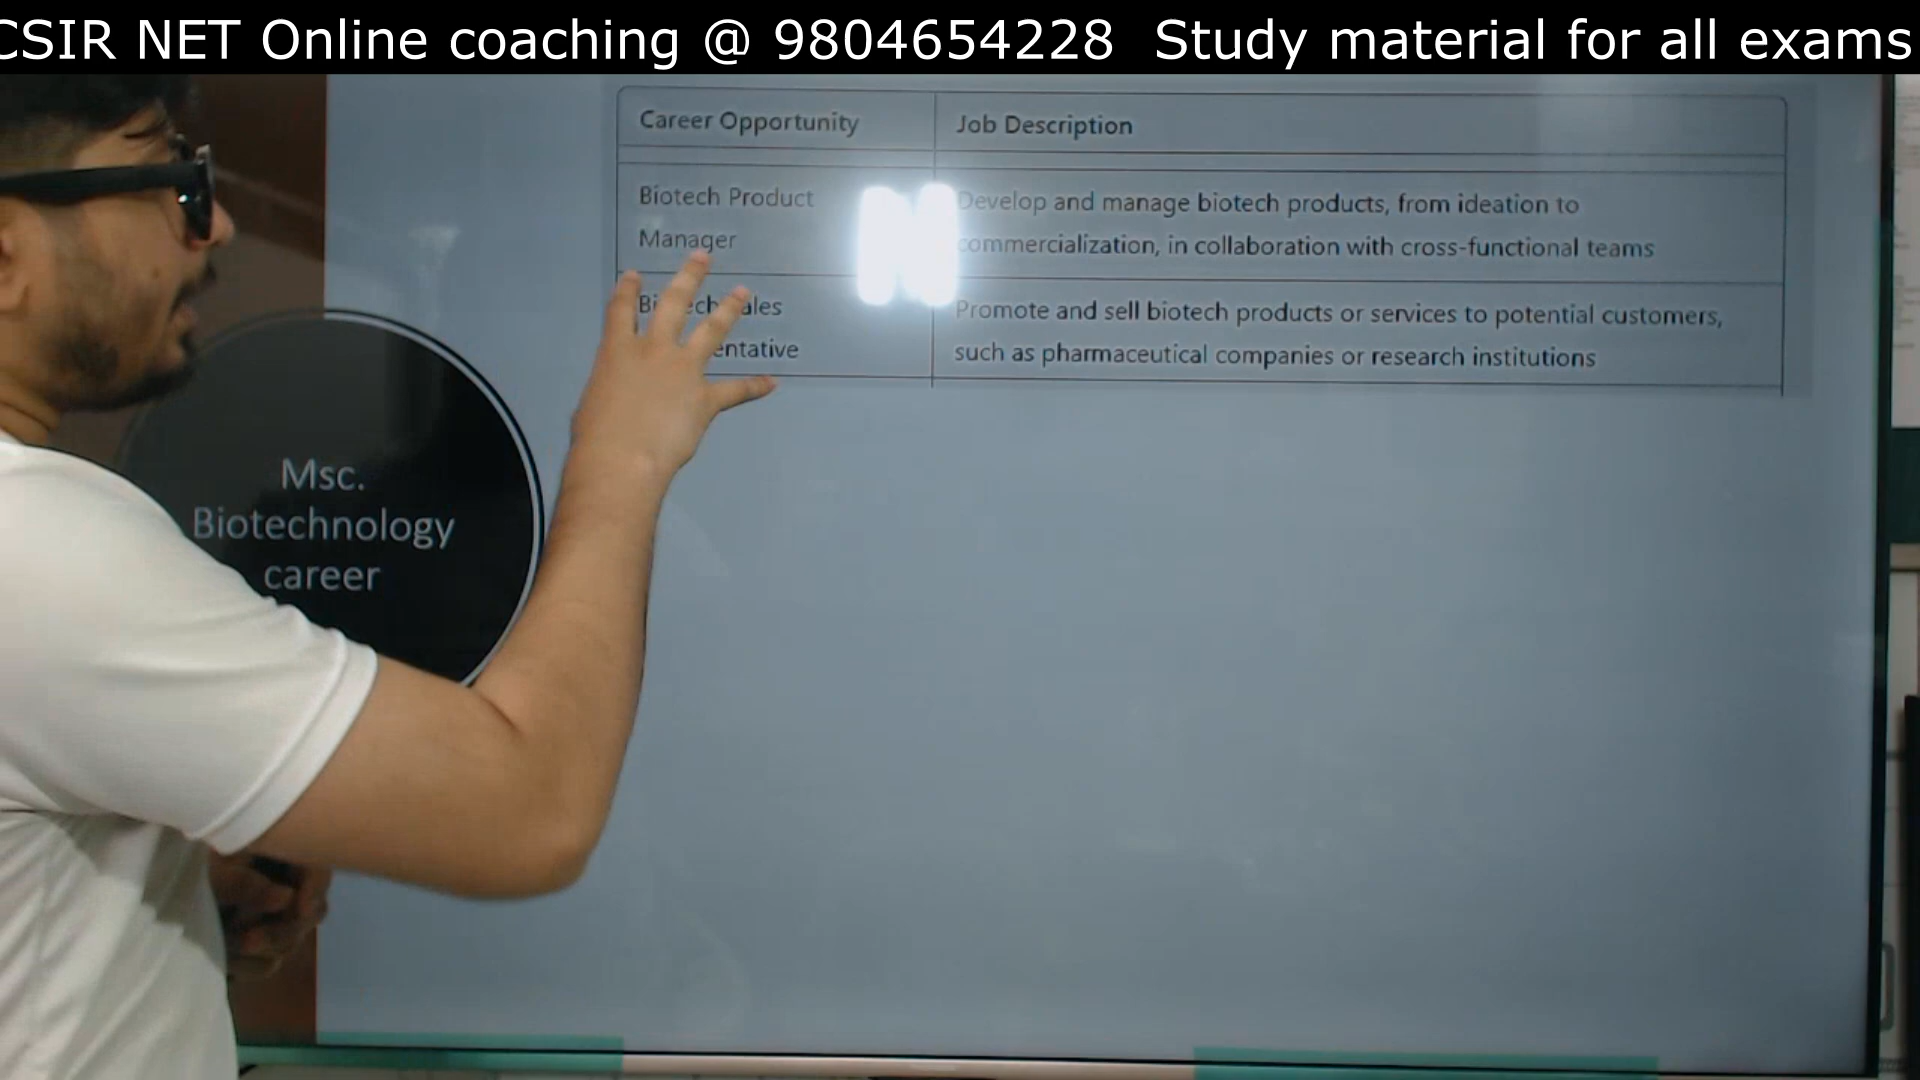 CSIR NET Online coaching @ 9804654228 Study material for all exams
Career Opportunity
Job Description
Biotech Product
Manager
Develop and manage biotech products, from ideation to
commercialization, in collaboration with cross-functional teams
Promote and sell biotech products or services to potential customers,
such as pharmaceutical companies or research institutions
Msc.
Biotechnology
career